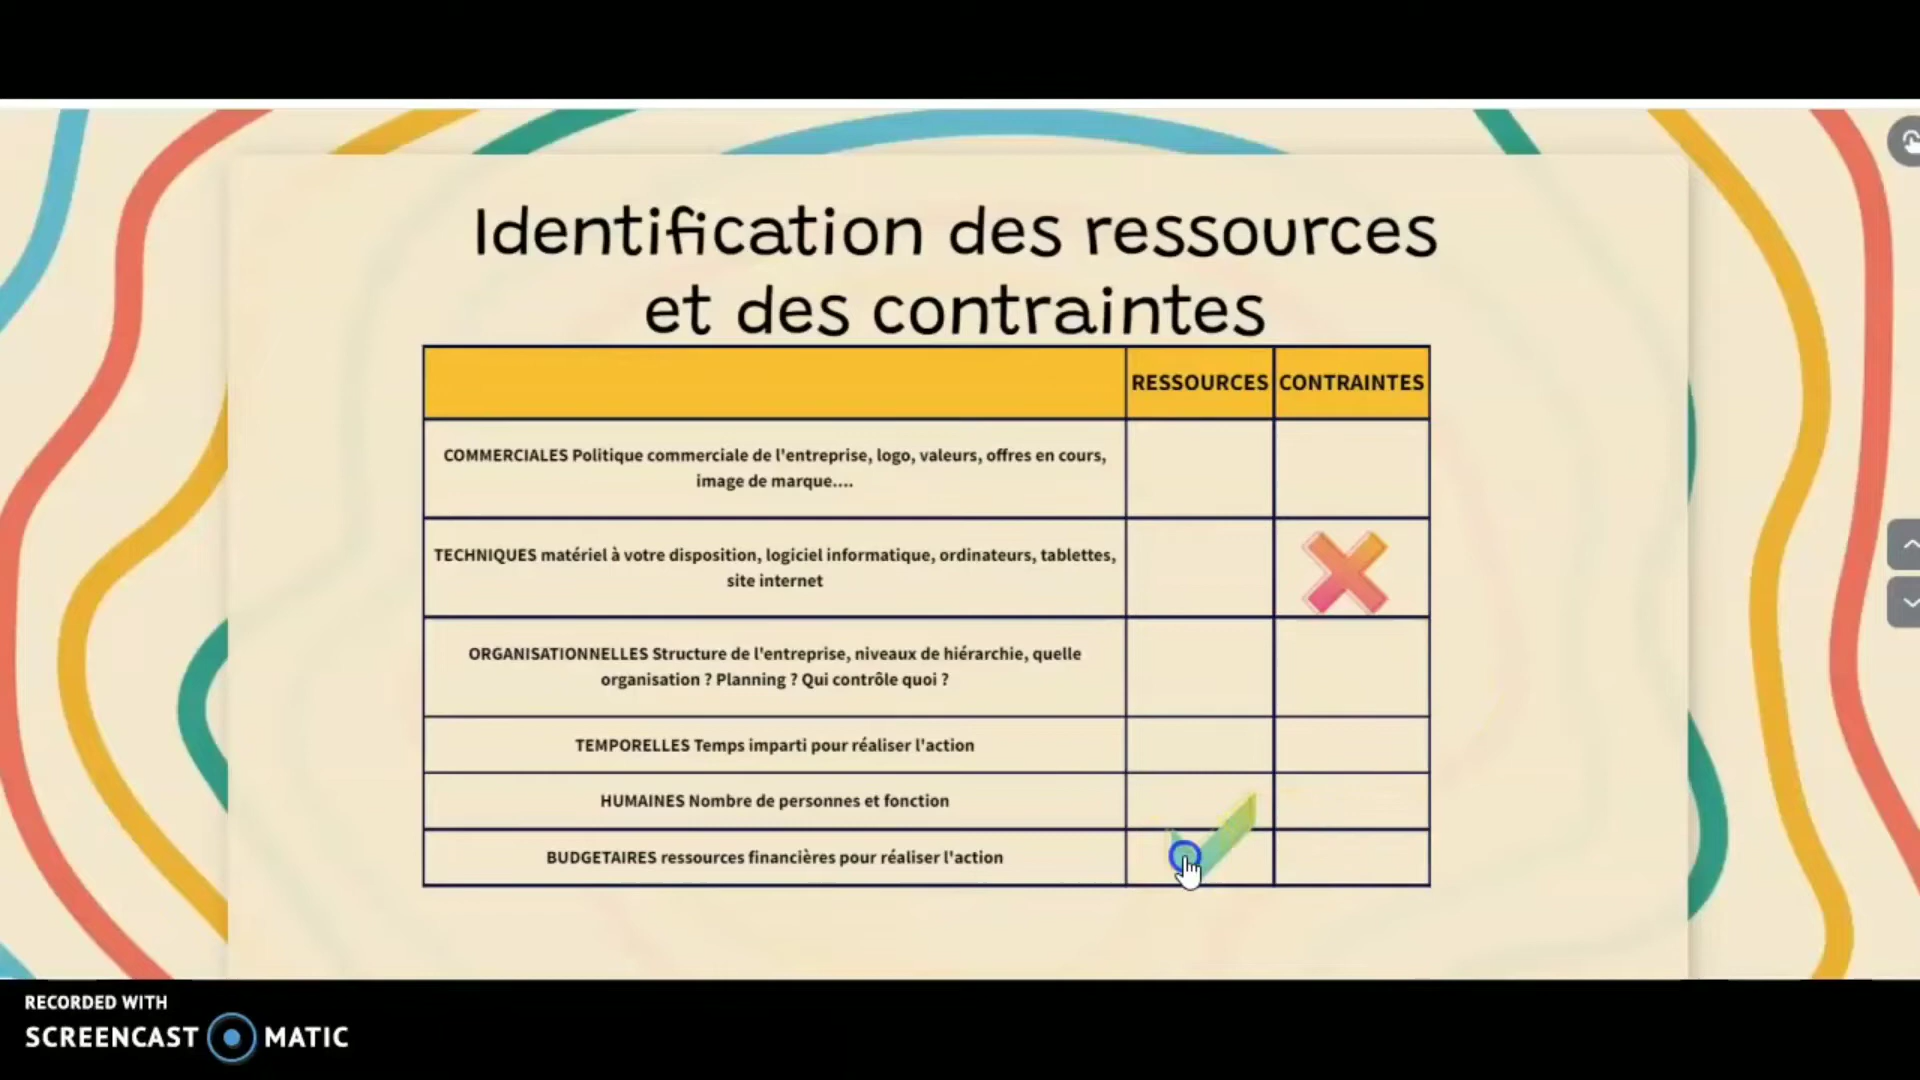 Identification des ressources
et des contraintes
RESSOURCES CONTRAINTES
COMMERCIALES Politique commerciale de l'entreprise, logo, valeurs, offres en cours,
image de marque....
TECHNIQUES matériel à votre disposition, logiciel informatique, ordinateurs, tablettes,
site internet
ORGANISATIONNELLES Structure de l'entreprise, niveaux de hiérarchie, quelle
organisation ? Planning ? Qui contrôle quoi ?
TEMPORELLES Temps imparti pour réaliser l'action
HUMAINES Nombre de personnes et fonction
BUDGETAIRES ressources financières pour réaliser l'action
RECORDED WITH
SCREENCAST MATIC